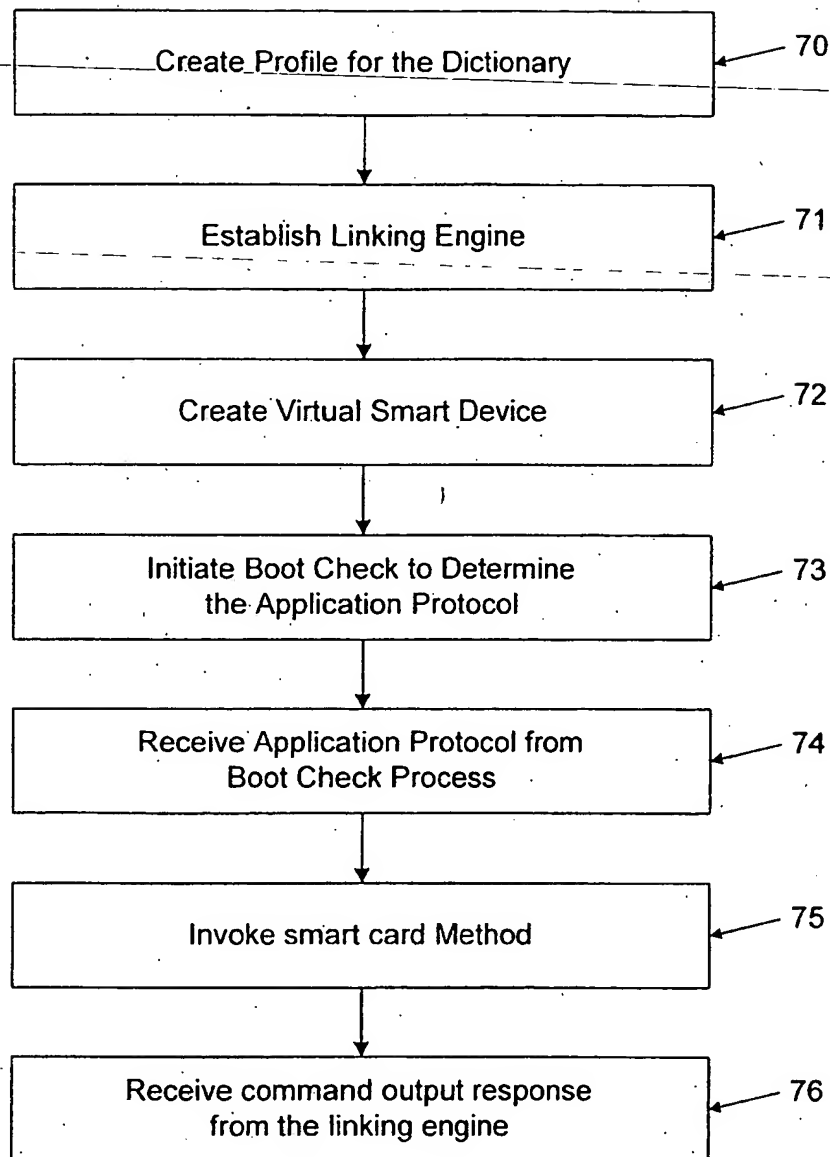 Create Profile for the Dictionary
70
Establish Linking Engine
71
Create Virtual Smart Device
72
Initiate Boot Check to Determine
the Application Protocol
73
Receive Application Protocol from
Boot Check Process
74
Invoke smart card Method
75
Receive command output response
from the linking engine
76